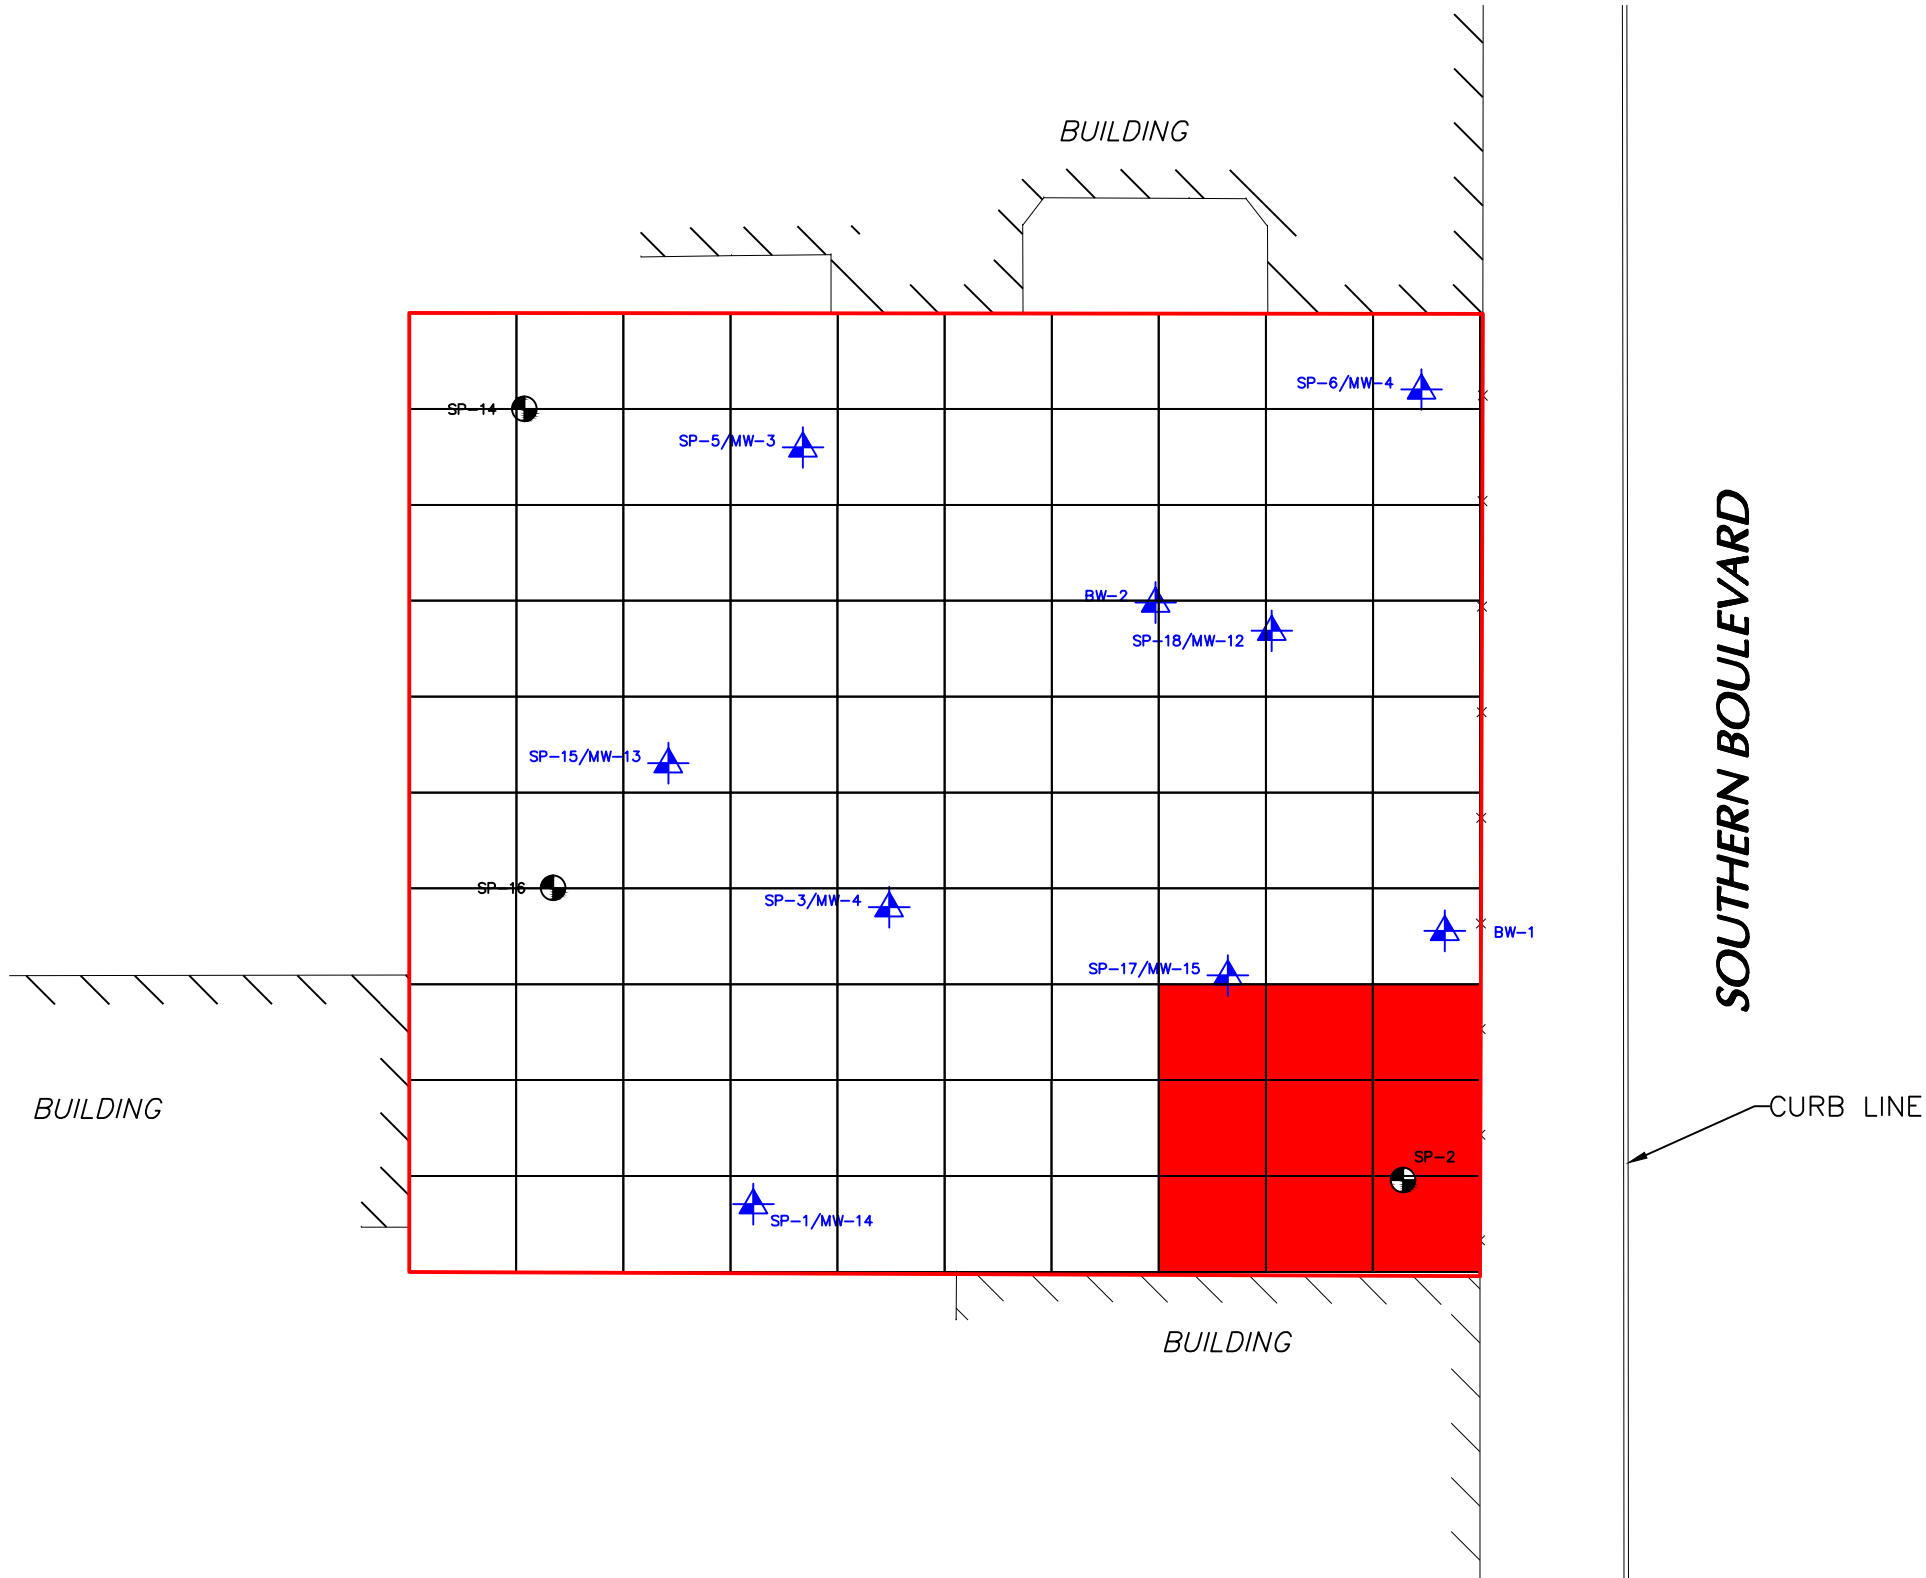 BUILDING
SP-6/MW-4
SP-14
SP-5/MW-3
BW-2
SP-18/MW-12
SOUTHERN BOULEVARD
SP-15/MW-13
SP-16
SP-3/MW-4
BW-1
SP-17/MW-15
BUILDING
CURB LINE
SP-2
SP-1/MW-14
BUILDING